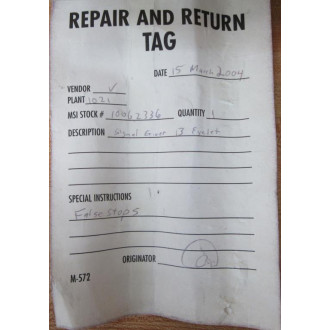 REPAIR AND RETURN
TAG
DATE 15 March 2004
VENDOR ✓
PLANT 1021
MSI STOCK # QUANTITY 1
DESCRIPTION
SPECIAL INSTRUCTIONS 1.
False Stops
ORIGINATOR
M-572